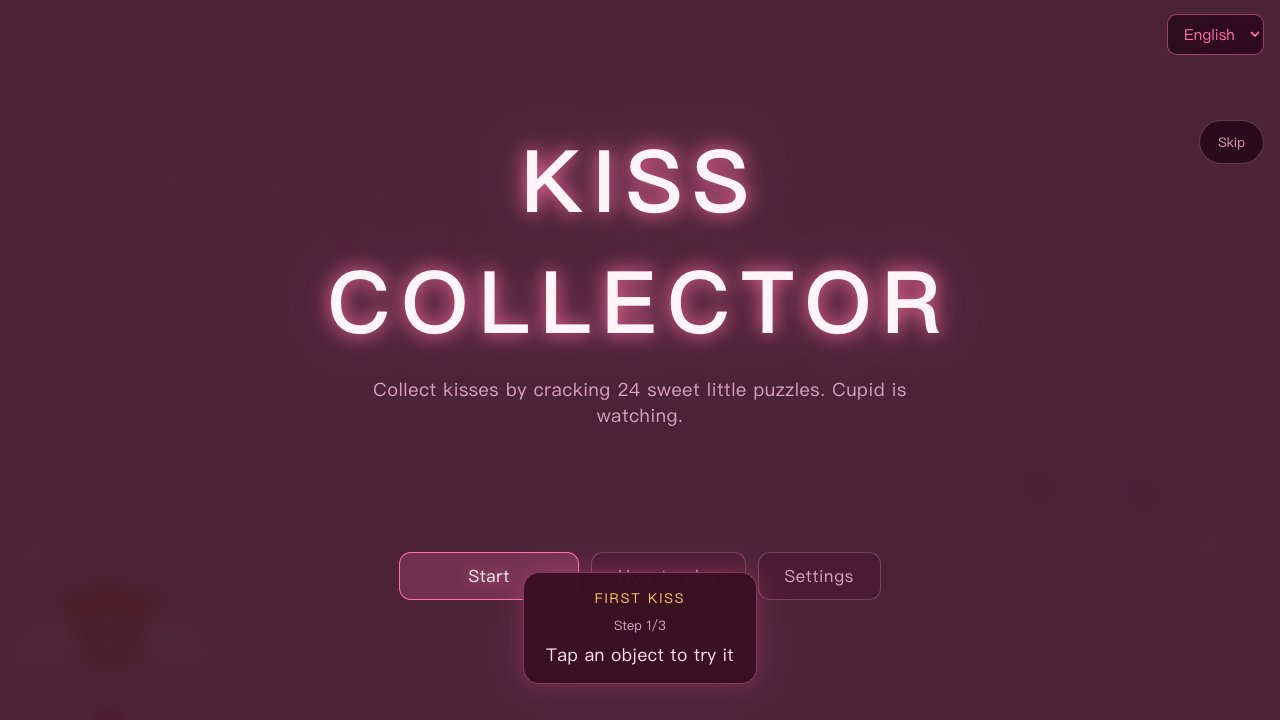 English
Skip
KISS
COLLECTOR
Collect kisses by cracking 24 sweet little puzzles. Cupid is
watching.
Start
Settings
FIRST KISS
Step 1/3
Tap an object to try it